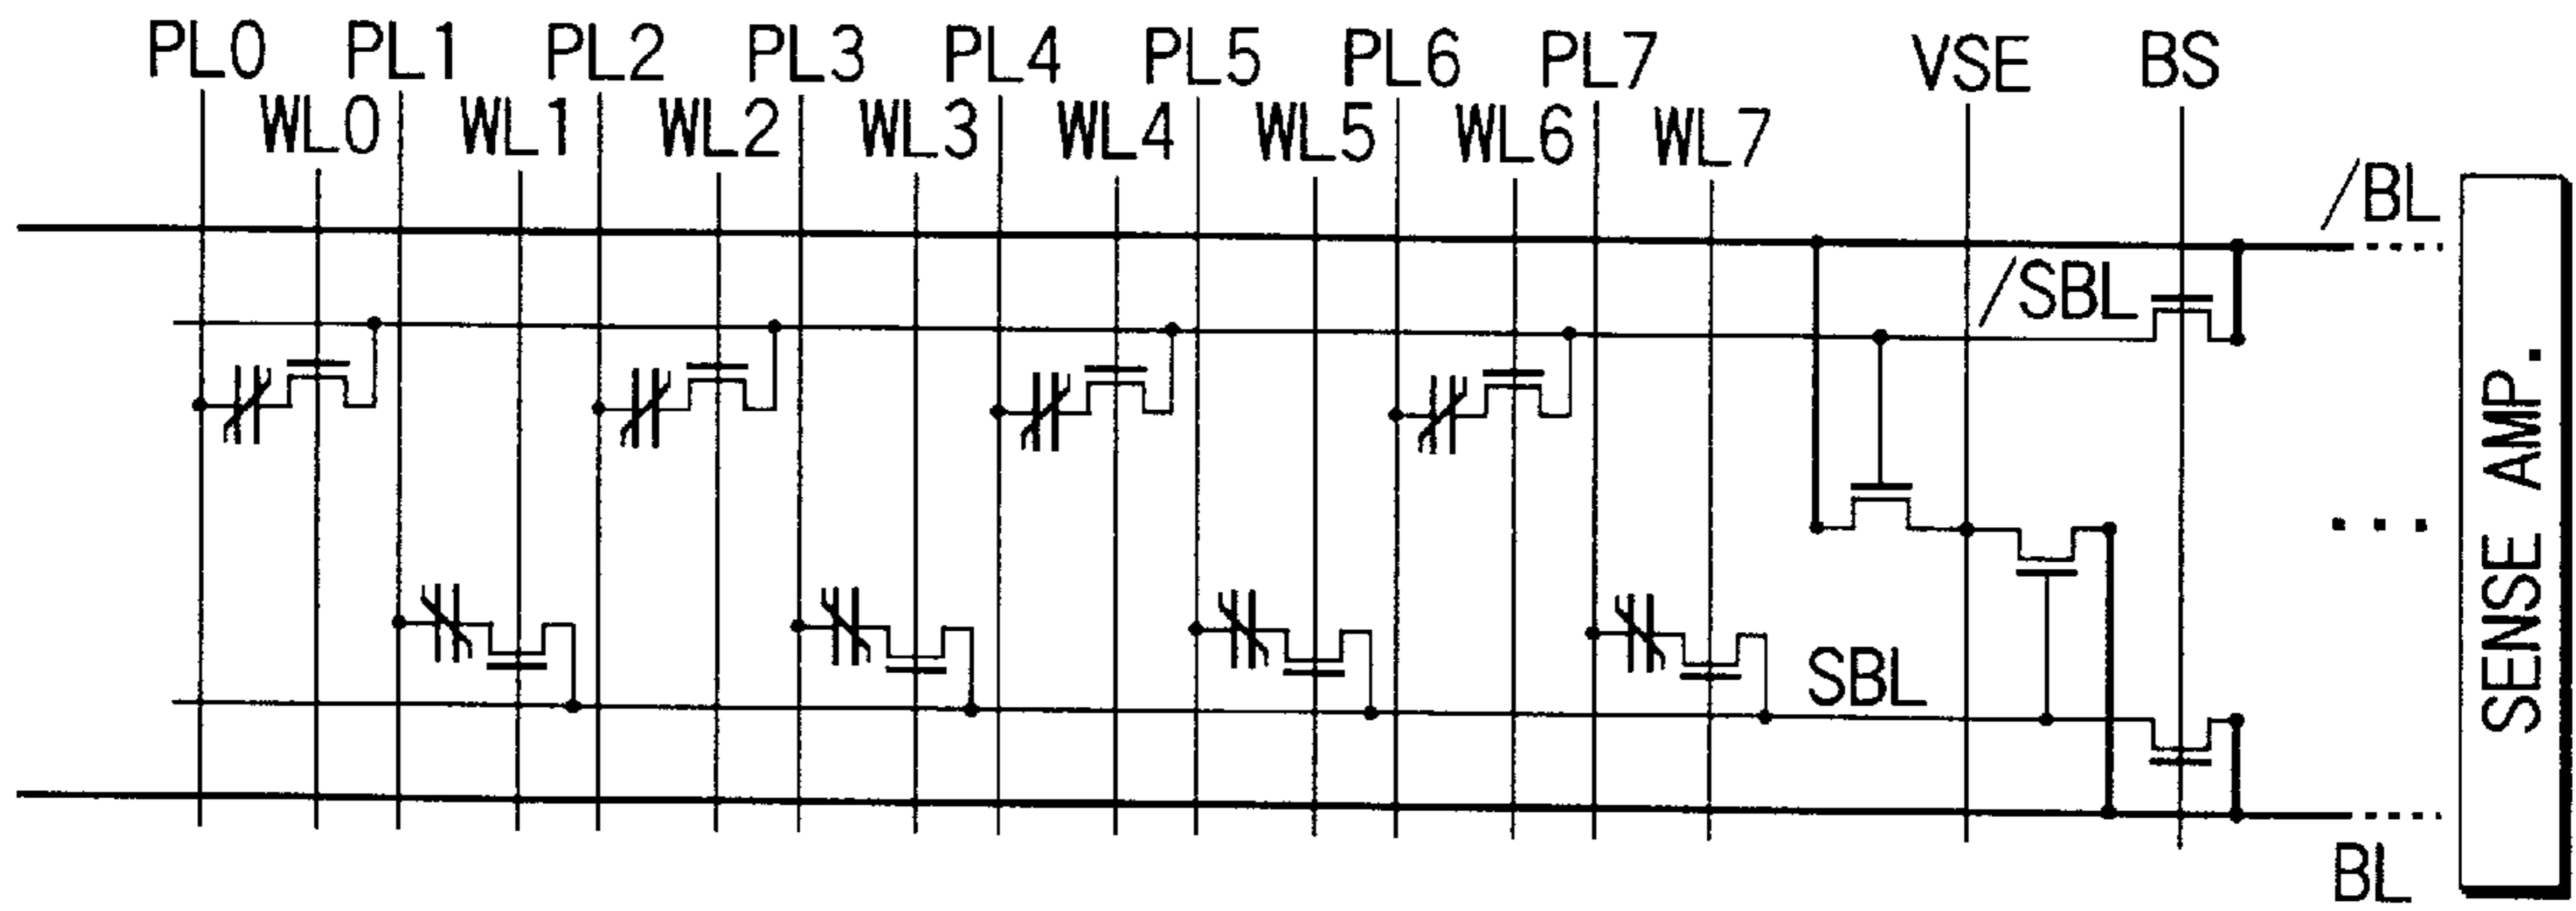 PL0 PL1 PL2 PL3 PL4 PL5 PL6 PL7 VSE BS
WL0 WL1 WL2 WL3 WL4 WL5 WL6 WL7
/BL
/SBL
SENSE AMP.
SBL
BL